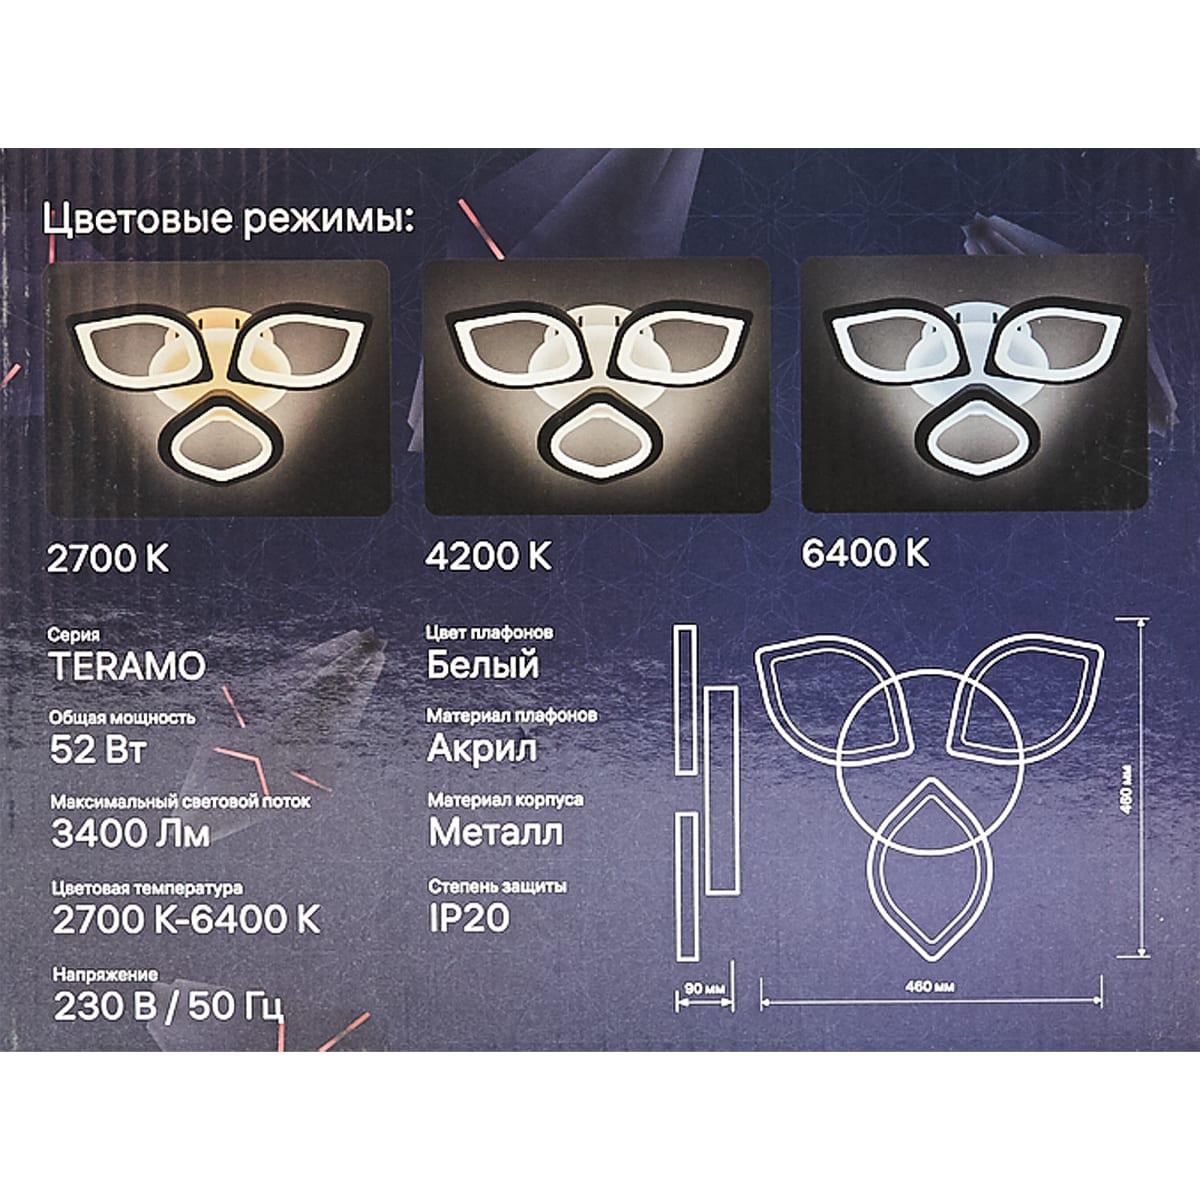 Цветовые режимы:
2700 K
4200 K
6400 K
Серия
TERAMO
Общая мощность
52 Вт
Максимальный световой поток
3400 Лм
Цветовая температура
2700 K-6400 K
Напряжение
230 В / 50 Гц
Цвет плафонов
Белый
Материал плафонов
Акрил
Материал корпуса
Металл
Степень защиты
IP20
460 мм
90 мм
460 мм